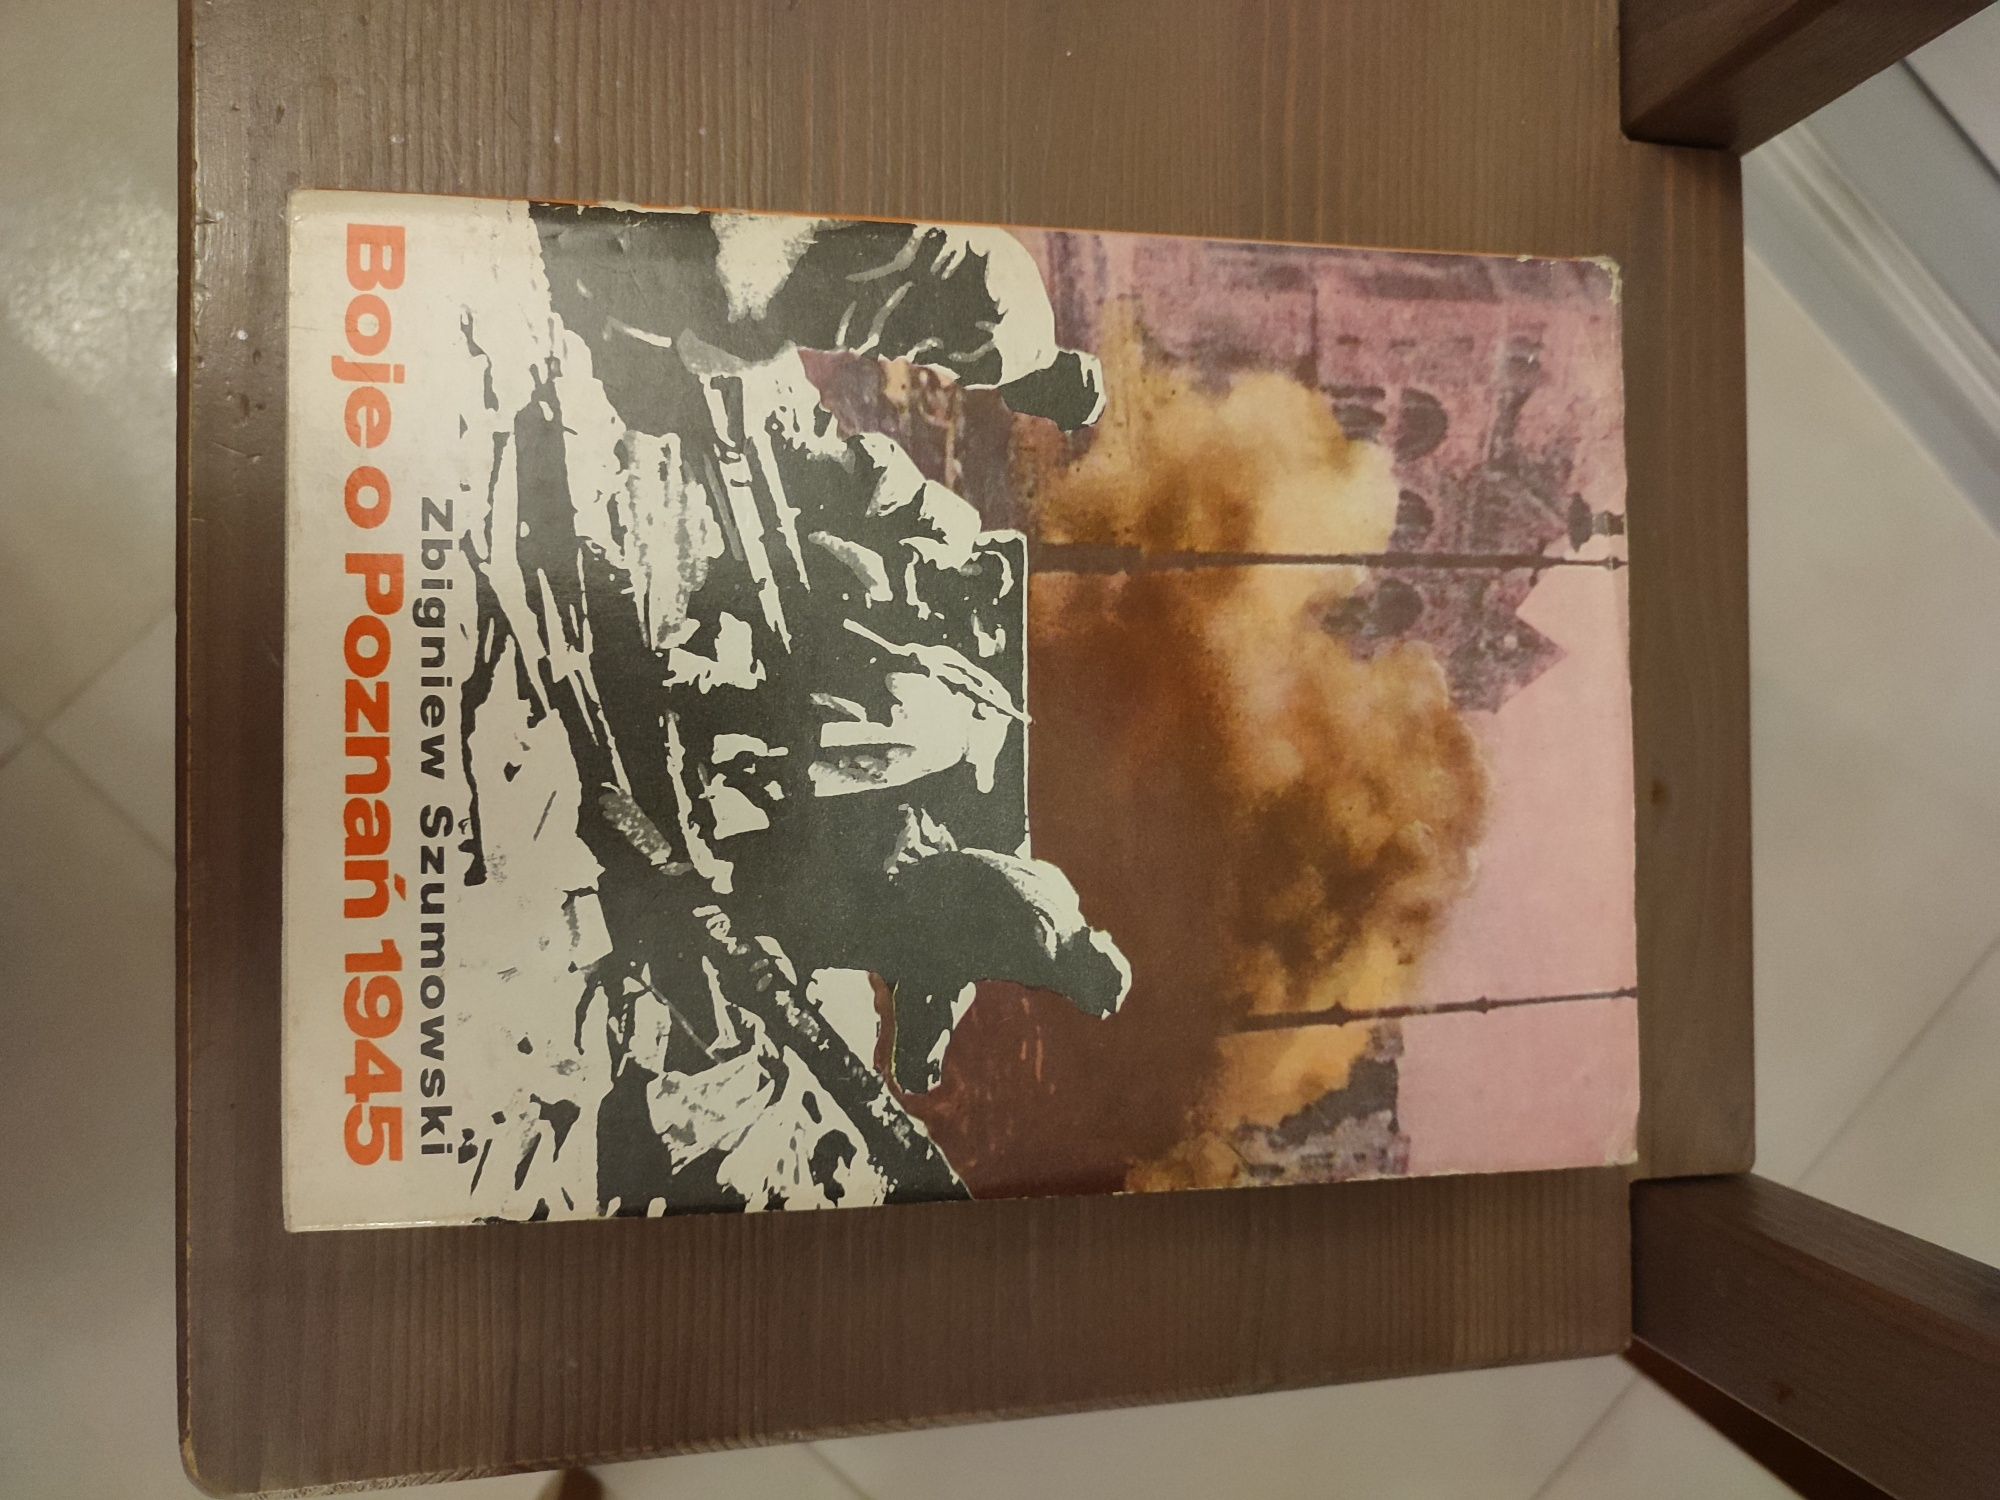 Boje o Poznań 1945
Zbigniew Szumowski